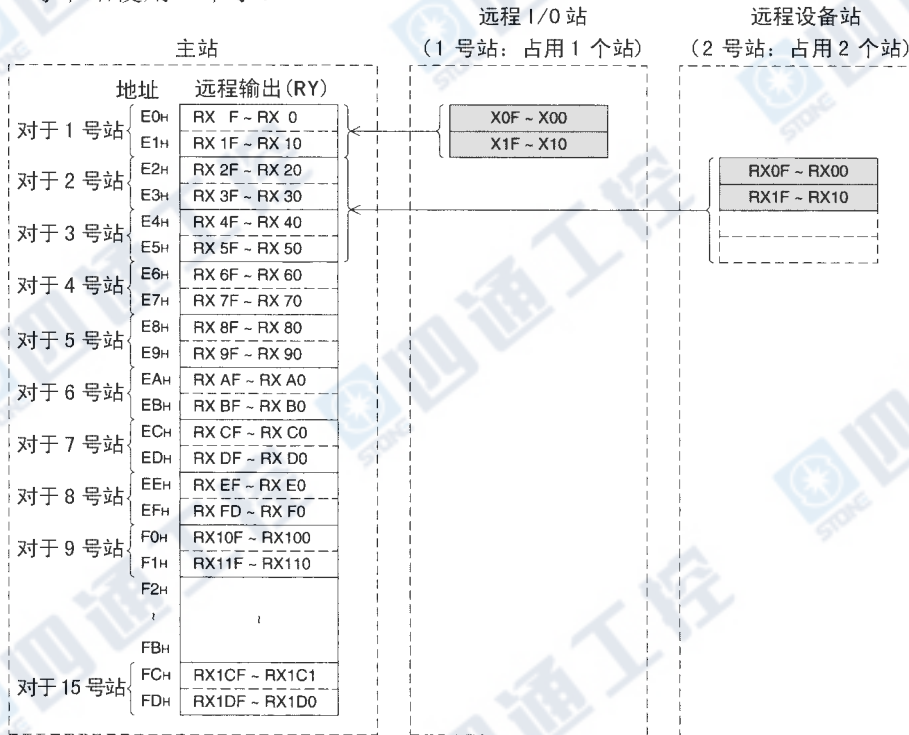 远程 I/O 站
(1 号站: 占用 1 个站)
远程设备站
(2 号站: 占用 2 个站)
主站
地址 远程输出(RY)
对于 1 号站
E0H RX F ~ RX 0
E1H RX 1F ~ RX 10
对于 2 号站
E2H RX 2F ~ RX 20
E3H RX 3F ~ RX 30
对于 3 号站
E4H RX 4F ~ RX 40
E5H RX 5F ~ RX 50
对于 4 号站
E6H RX 6F ~ RX 60
E7H RX 7F ~ RX 70
对于 5 号站
E8H RX 8F ~ RX 80
E9H RX 9F ~ RX 90
对于 6 号站
EAH RX AF ~ RX A0
EBH RX BF ~ RX B0
对于 7 号站
ECH RX CF ~ RX C0
EDH RX DF ~ RX D0
对于 8 号站
EEH RX EF ~ RX E0
EFH RX FD ~ RX F0
对于 9 号站
F0H RX10F ~ RX100
F1H RX11F ~ RX110
F2H
~ ~
FBH
对于 15 号站
FCH RX1CF ~ RX1C1
FDH RX1DF ~ RX1D0
X0F ~ X00
X1F ~ X10
RX0F ~ RX00
RX1F ~ RX10
四通工控
STONE